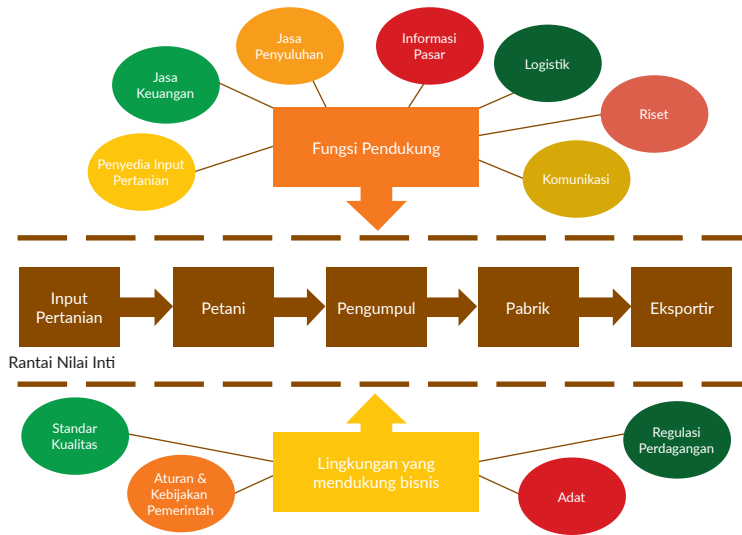 Jasa
Penyuluhan
Informasi
Pasar
Logistik
Jasa
Keuangan
Riset
Fungsi Pendukung
Penyedia Input
Pertanian
Komunikasi
Input
Pertanian
Petani
Pengumpul
Pabrik
Eksportir
Rantai Nilai Inti
Standar
Kualitas
Regulasi
Perdagangan
Lingkungan yang
mendukung bisnis
Aturan &
Kebijakan
Pemerintah
Adat